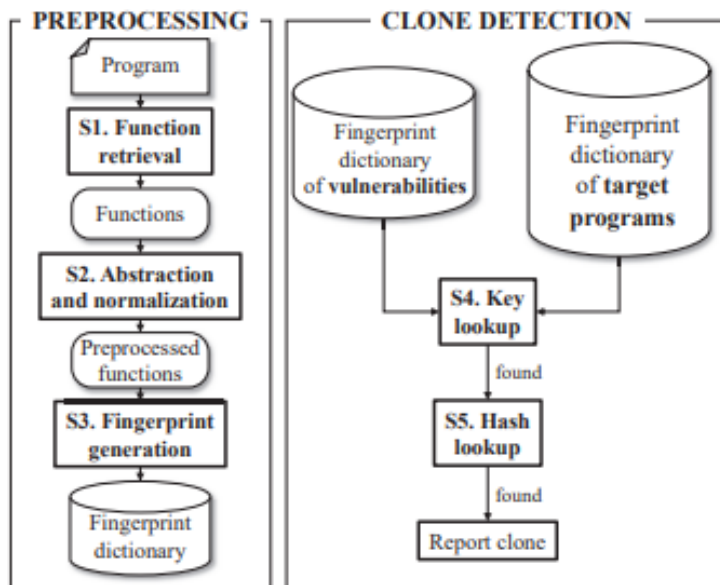 PREPROCESSING
Program
S1. Function
retrieval
Functions
S2. Abstraction
and normalization
Preprocessed
functions
S3. Fingerprint
generation
Fingerprint
dictionary
CLONE DETECTION
Fingerprint
dictionary
of vulnerabilities
Fingerprint
dictionary
of target
programs
S4. Key
lookup
found
S5. Hash
lookup
found
Report clone